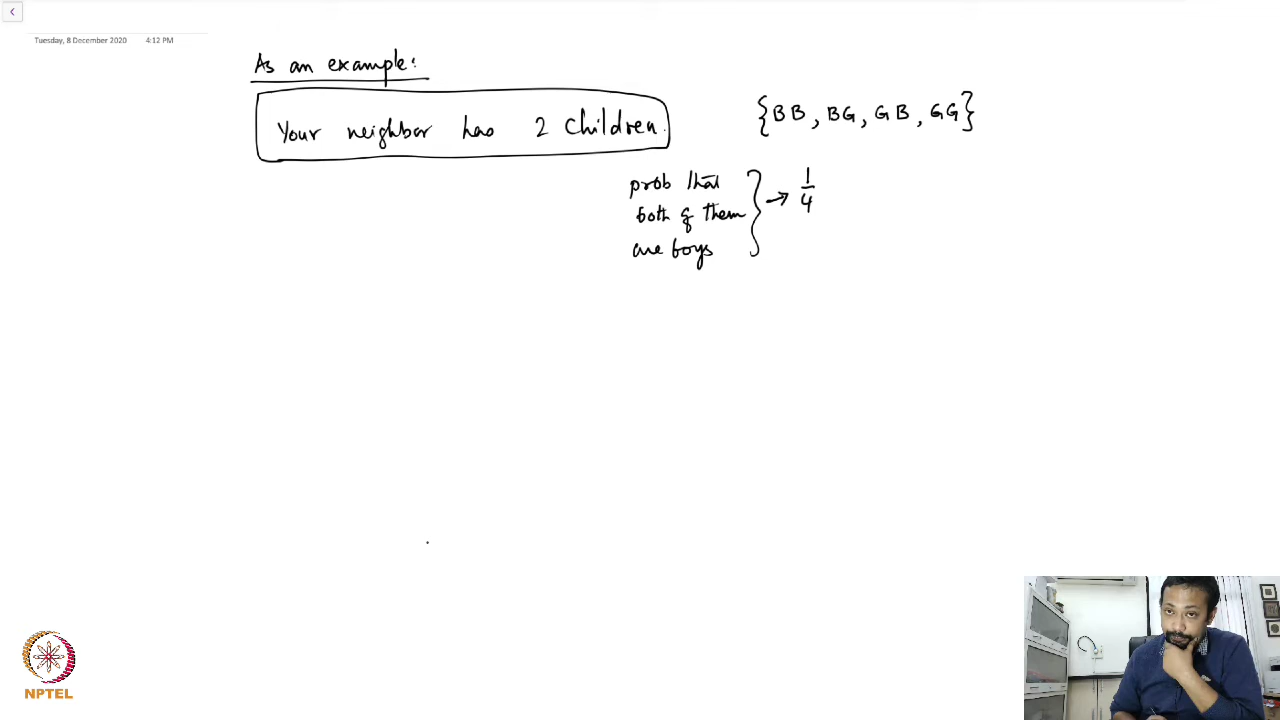 Tuesday, 8 December 2020 4:12 PM
As an example:
Your neighbor has 2 children.
{BB, BG, GB, GG}
prob that
both of them
are boys
→ 1/4
NPTEL